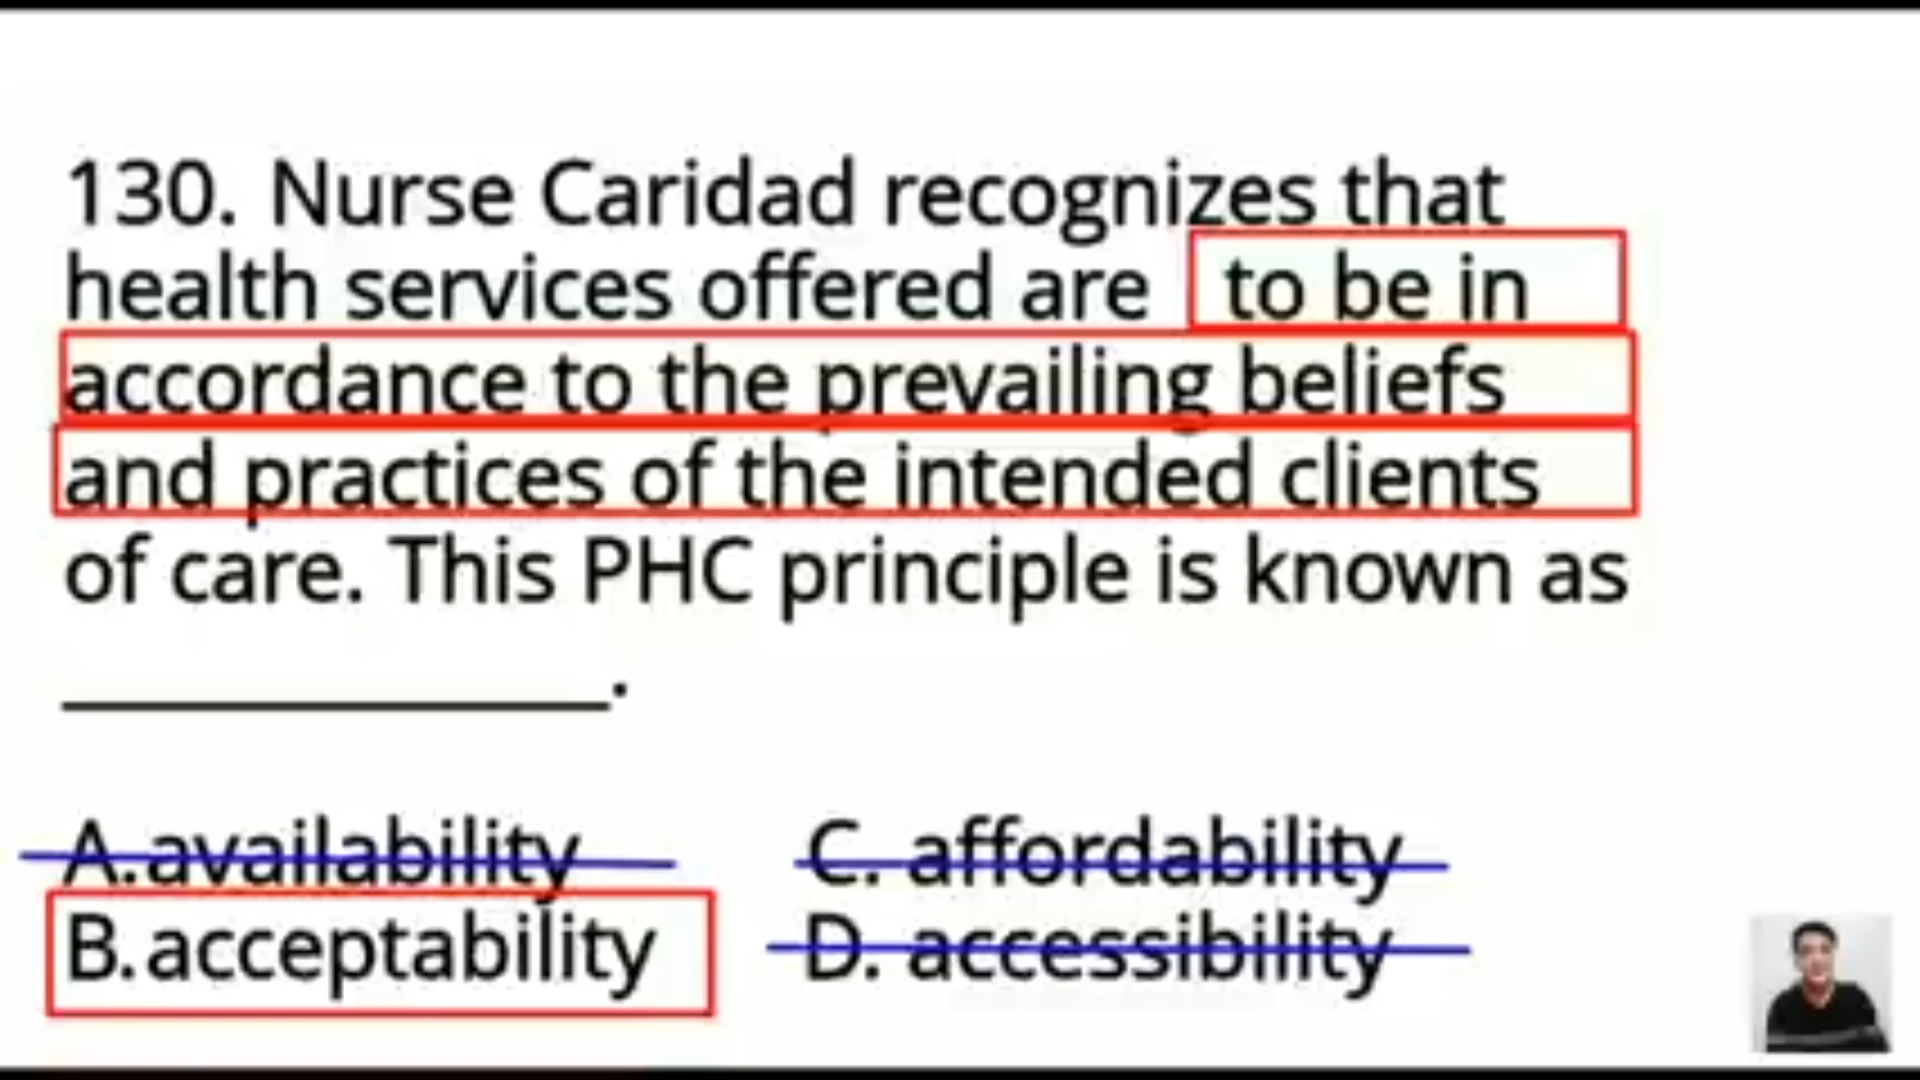 130. Nurse Caridad recognizes that
health services offered are to be in
accordance to the prevailing beliefs
and practices of the intended clients
of care. This PHC principle is known as
______________.
A.availability C. affordability
B.acceptability D. accessibility